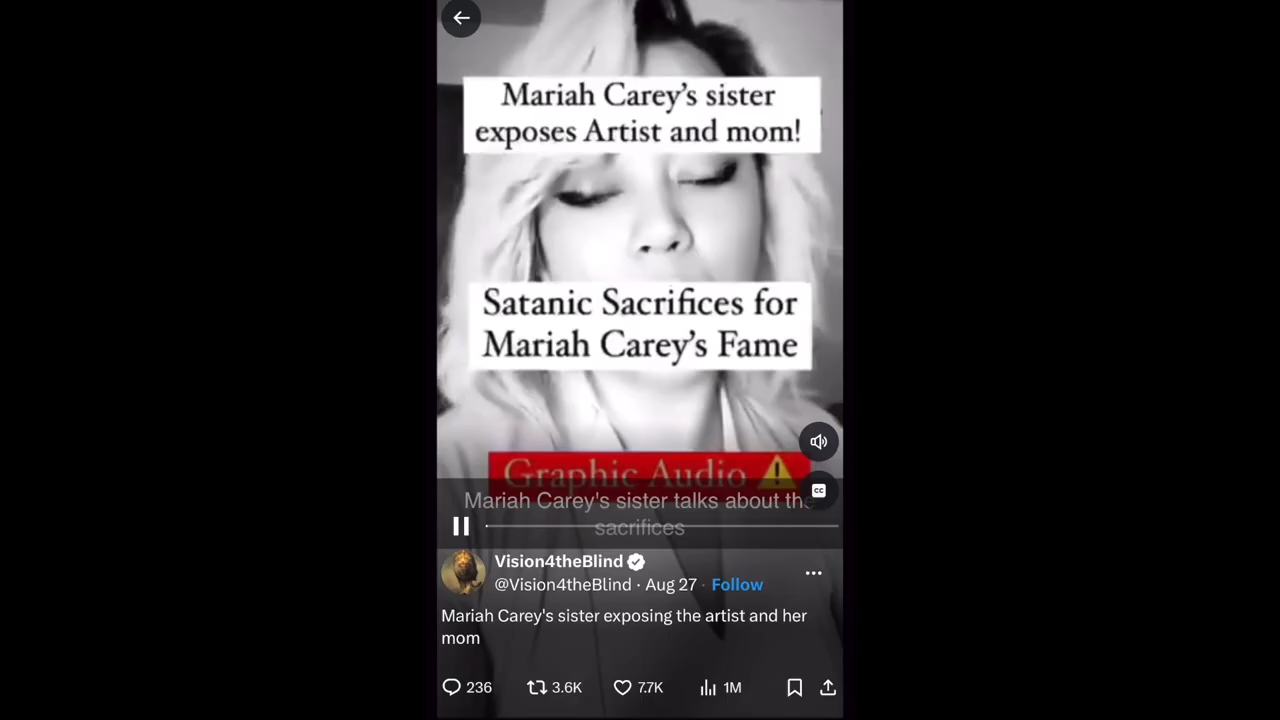 Mariah Carey's sister
exposes Artist and mom!
Satanic Sacrifices for
Mariah Carey's Fame
Graphic Audio
Mariah Carey's sister talks about the
sacrifices
CC
Vision4theBlind
@Vision4theBlind · Aug 27 · Follow
Mariah Carey's sister exposing the artist and her
mom
236 3.6K 7.7K 1M